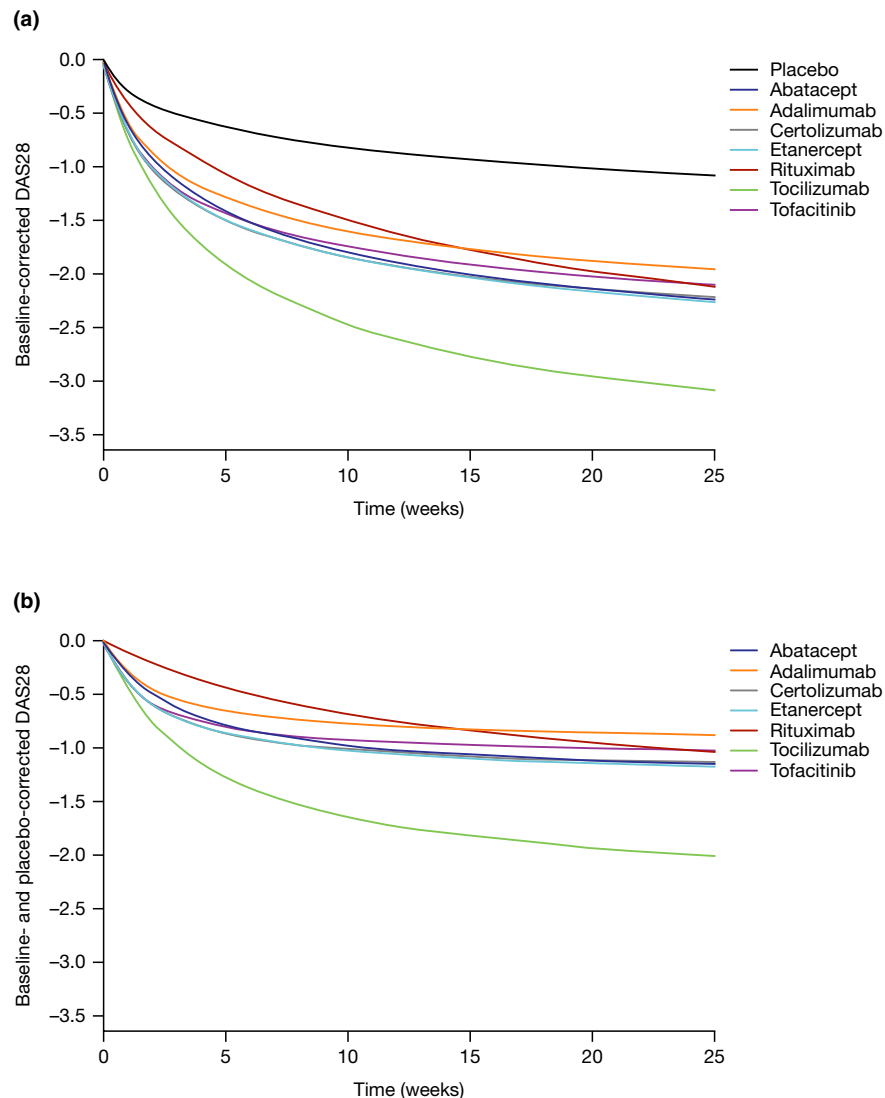 (a)
Baseline-corrected DAS28
0.0
−0.5
−1.0
−1.5
−2.0
−2.5
−3.0
−3.5
0 5 10 15 20 25
Time (weeks)
Placebo
Abatacept
Adalimumab
Certolizumab
Etanercept
Rituximab
Tocilizumab
Tofacitinib
(b)
Baseline- and placebo-corrected DAS28
0.0
−0.5
−1.0
−1.5
−2.0
−2.5
−3.0
−3.5
0 5 10 15 20 25
Time (weeks)
Abatacept
Adalimumab
Certolizumab
Etanercept
Rituximab
Tocilizumab
Tofacitinib